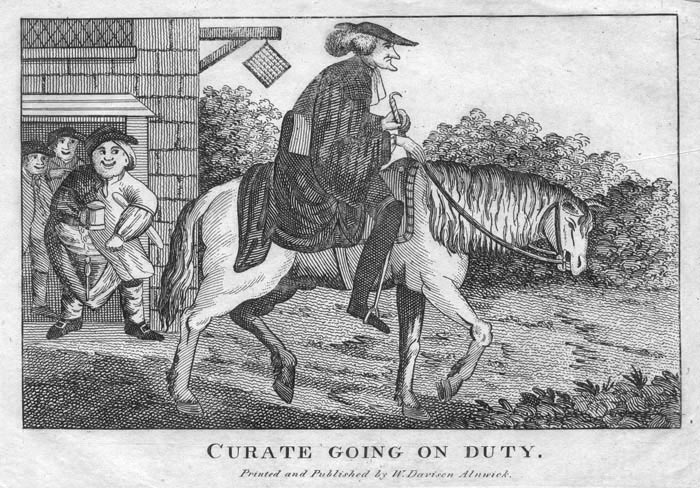 CURATE GOING ON DUTY.
Printed and Published by W. Davison Alnwick.